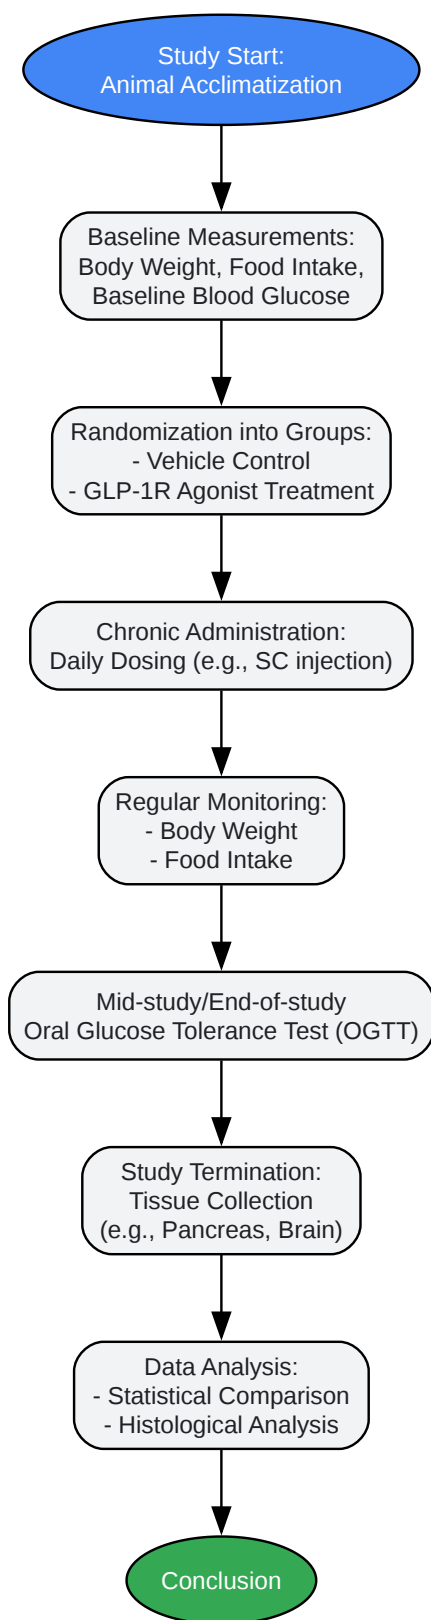 Study Start:
Animal Acclimatization
Baseline Measurements:
Body Weight, Food Intake,
Baseline Blood Glucose
Randomization into Groups:
- Vehicle Control
- GLP-1R Agonist Treatment
Chronic Administration:
Daily Dosing (e.g., SC injection)
Regular Monitoring:
- Body Weight
- Food Intake
Mid-study/End-of-study
Oral Glucose Tolerance Test (OGTT)
Study Termination:
Tissue Collection
(e.g., Pancreas, Brain)
Data Analysis:
- Statistical Comparison
- Histological Analysis
Conclusion